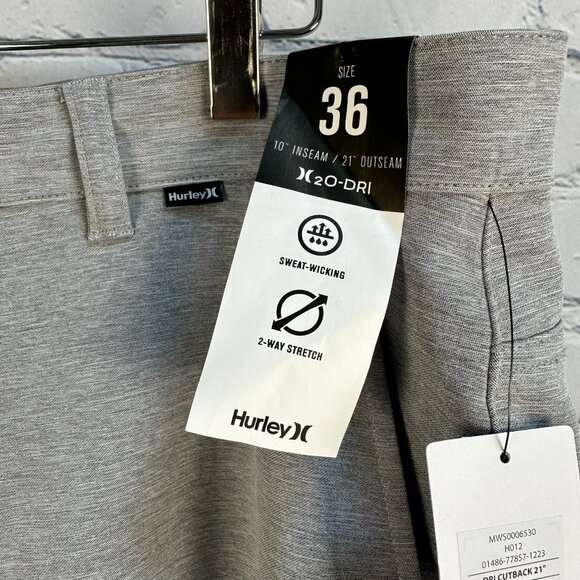 SIZE
36
10" INSEAM / 21" OUTSEAM
H2O-DRI
SWEAT-WICKING
2-WAY STRETCH
Hurley
Hurley
MWS0006530
H012
01486-77857-1223
DRI CUTBACK 21"